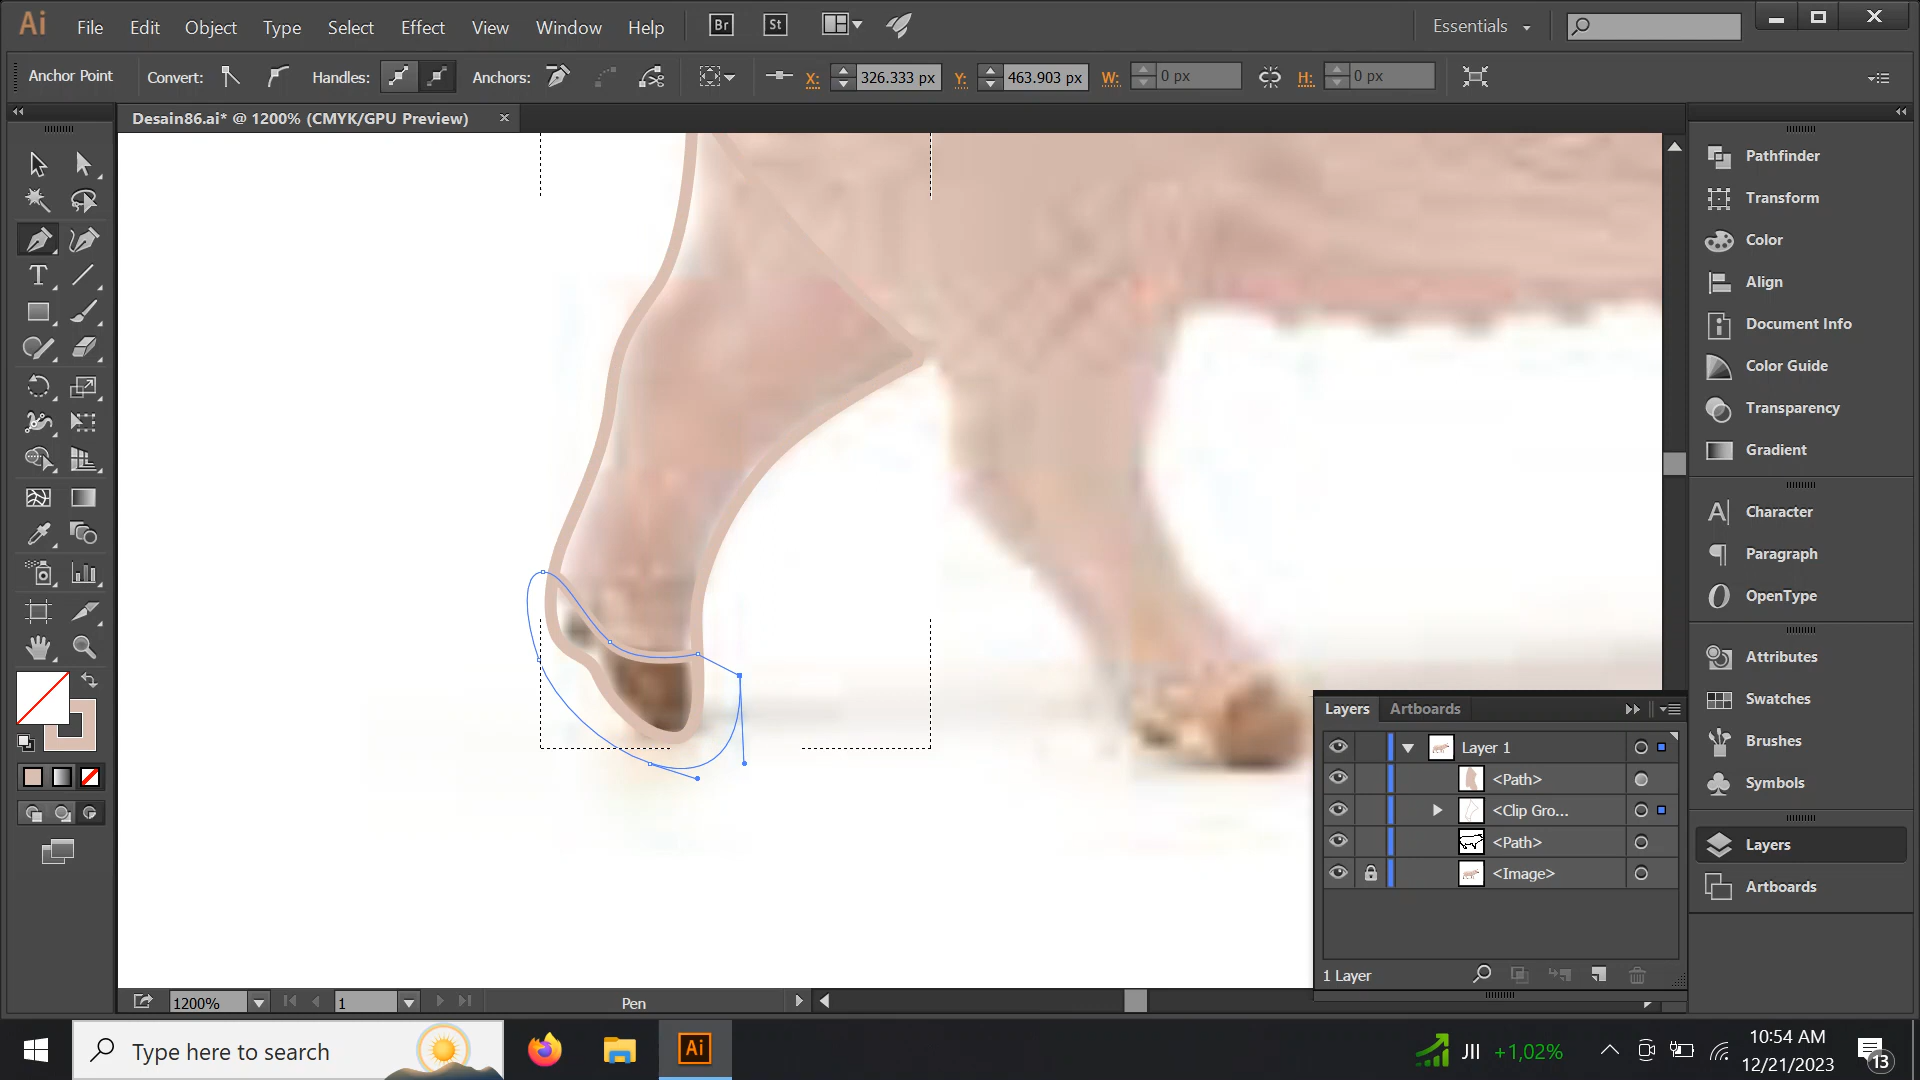 Ai File Edit Object Type Select Effect View Window Help Br St Essentials
Anchor Point Convert: Handles: Anchors: X: 326.333 px Y: 463.903 px W: 0 px H: 0 px
Desain86.ai* @ 1200% (CMYK/GPU Preview)
Pathfinder
Transform
Color
Align
Document Info
Color Guide
Transparency
Gradient
Character
Paragraph
OpenType
Attributes
Swatches
Brushes
Symbols
Layers
Artboards
Layers Artboards
Layer 1
<Path>
<Clip Gro...
<Path>
<Image>
1 Layer
1200% 1 Pen
Type here to search
Ai
JII +1,02%
10:54 AM
12/21/2023
13